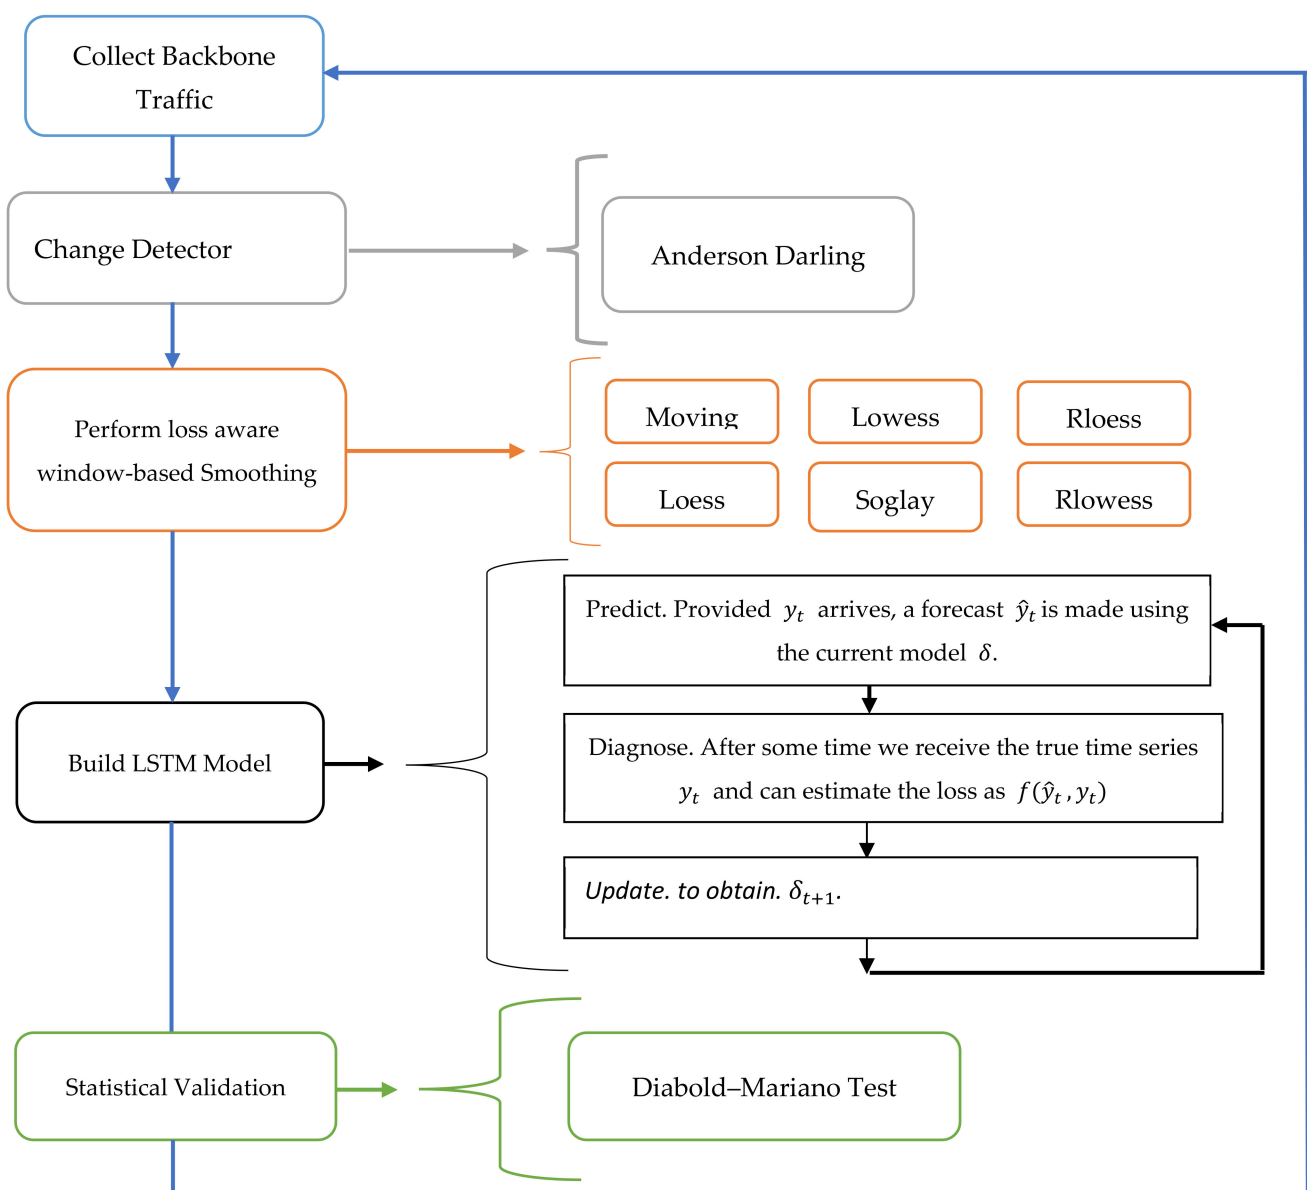 Collect Backbone
Traffic
Change Detector
Anderson Darling
Perform loss aware
window-based Smoothing
Moving
Lowess
Rloess
Loess
Soglay
Rlowess
Build LSTM Model
Predict. Provided y_t arrives, a forecast ŷ_t is made using
the current model δ.
Diagnose. After some time we receive the true time series
y_t and can estimate the loss as f(ŷ_t, y_t)
Update. to obtain. δ_{t+1}.
Statistical Validation
Diabold–Mariano Test